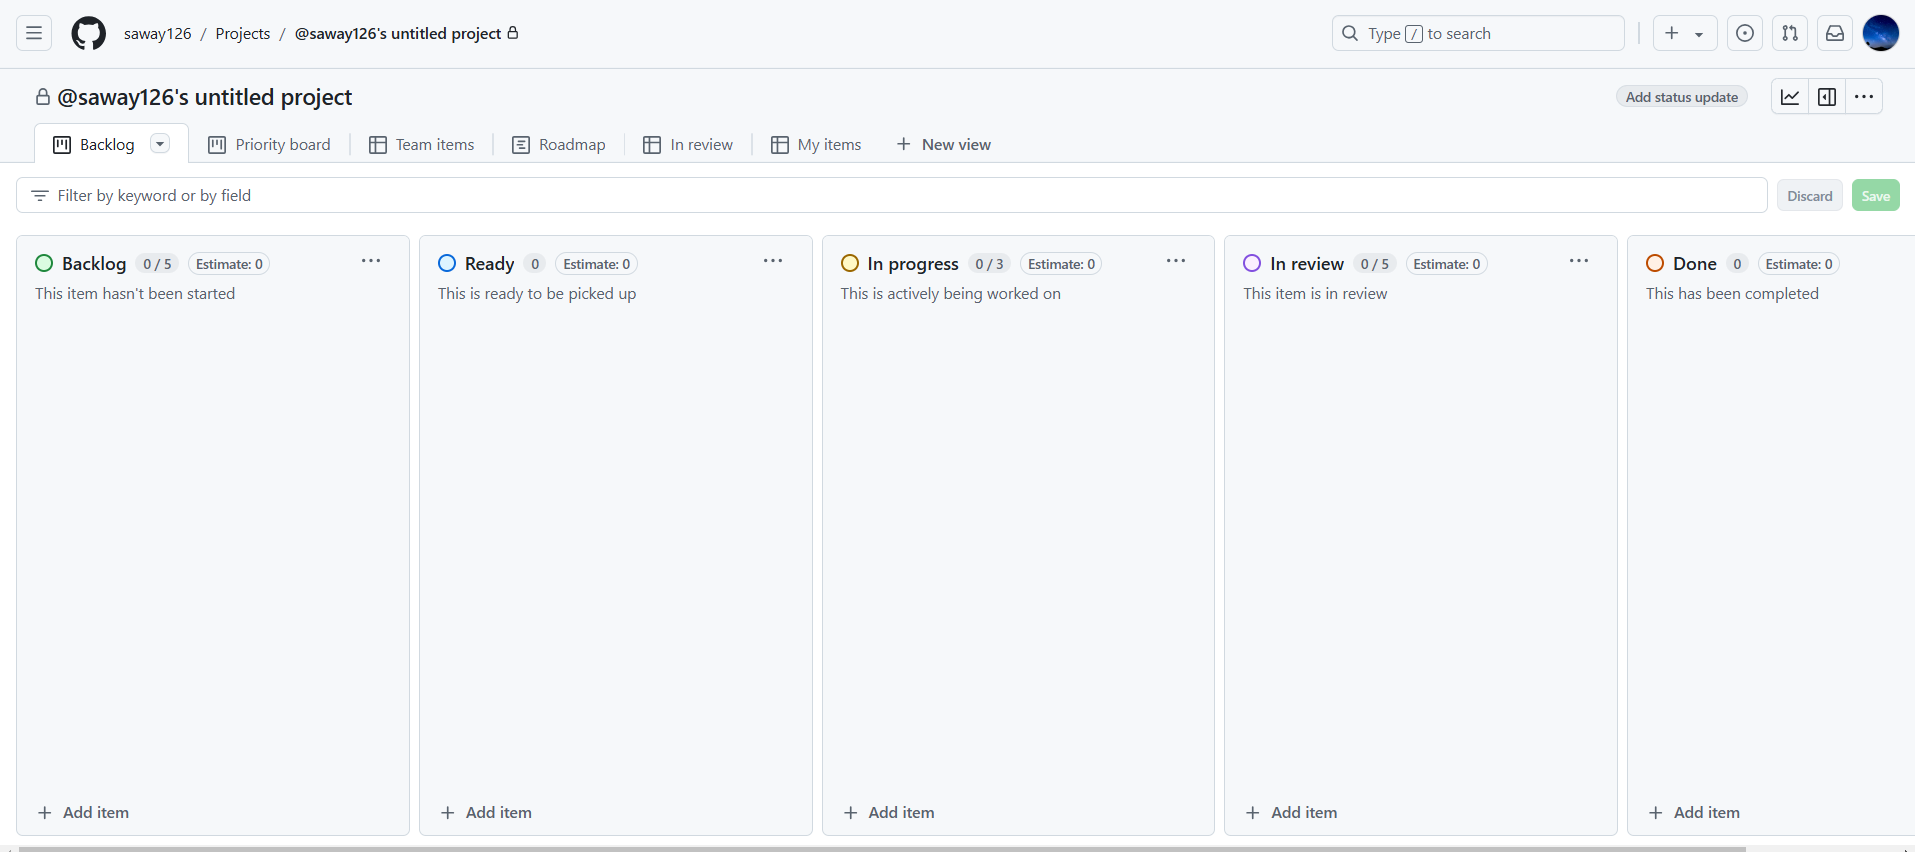 saway126 / Projects / @saway126's untitled project
Type / to search
@saway126's untitled project
Add status update
Backlog
Priority board
Team items
Roadmap
In review
My items
New view
Filter by keyword or by field
Discard
Save
Backlog 0 / 5 Estimate: 0
This item hasn't been started
Add item
Ready 0 Estimate: 0
This is ready to be picked up
Add item
In progress 0 / 3 Estimate: 0
This is actively being worked on
Add item
In review 0 / 5 Estimate: 0
This item is in review
Add item
Done 0 Estimate: 0
This has been completed
Add item